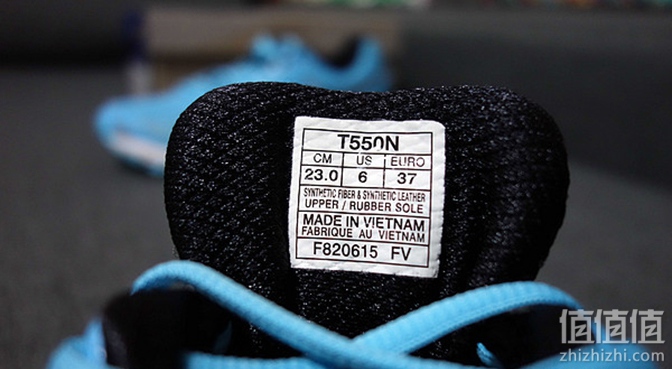 T550N
CM US EURO
23.0 6 37
SYNTHETIC FIBER & SYNTHETIC LEATHER
UPPER / RUBBER SOLE
MADE IN VIETNAM
FABRIQUE AU VIETNAM
F820615 FV
值值值
zhizhizhi.com